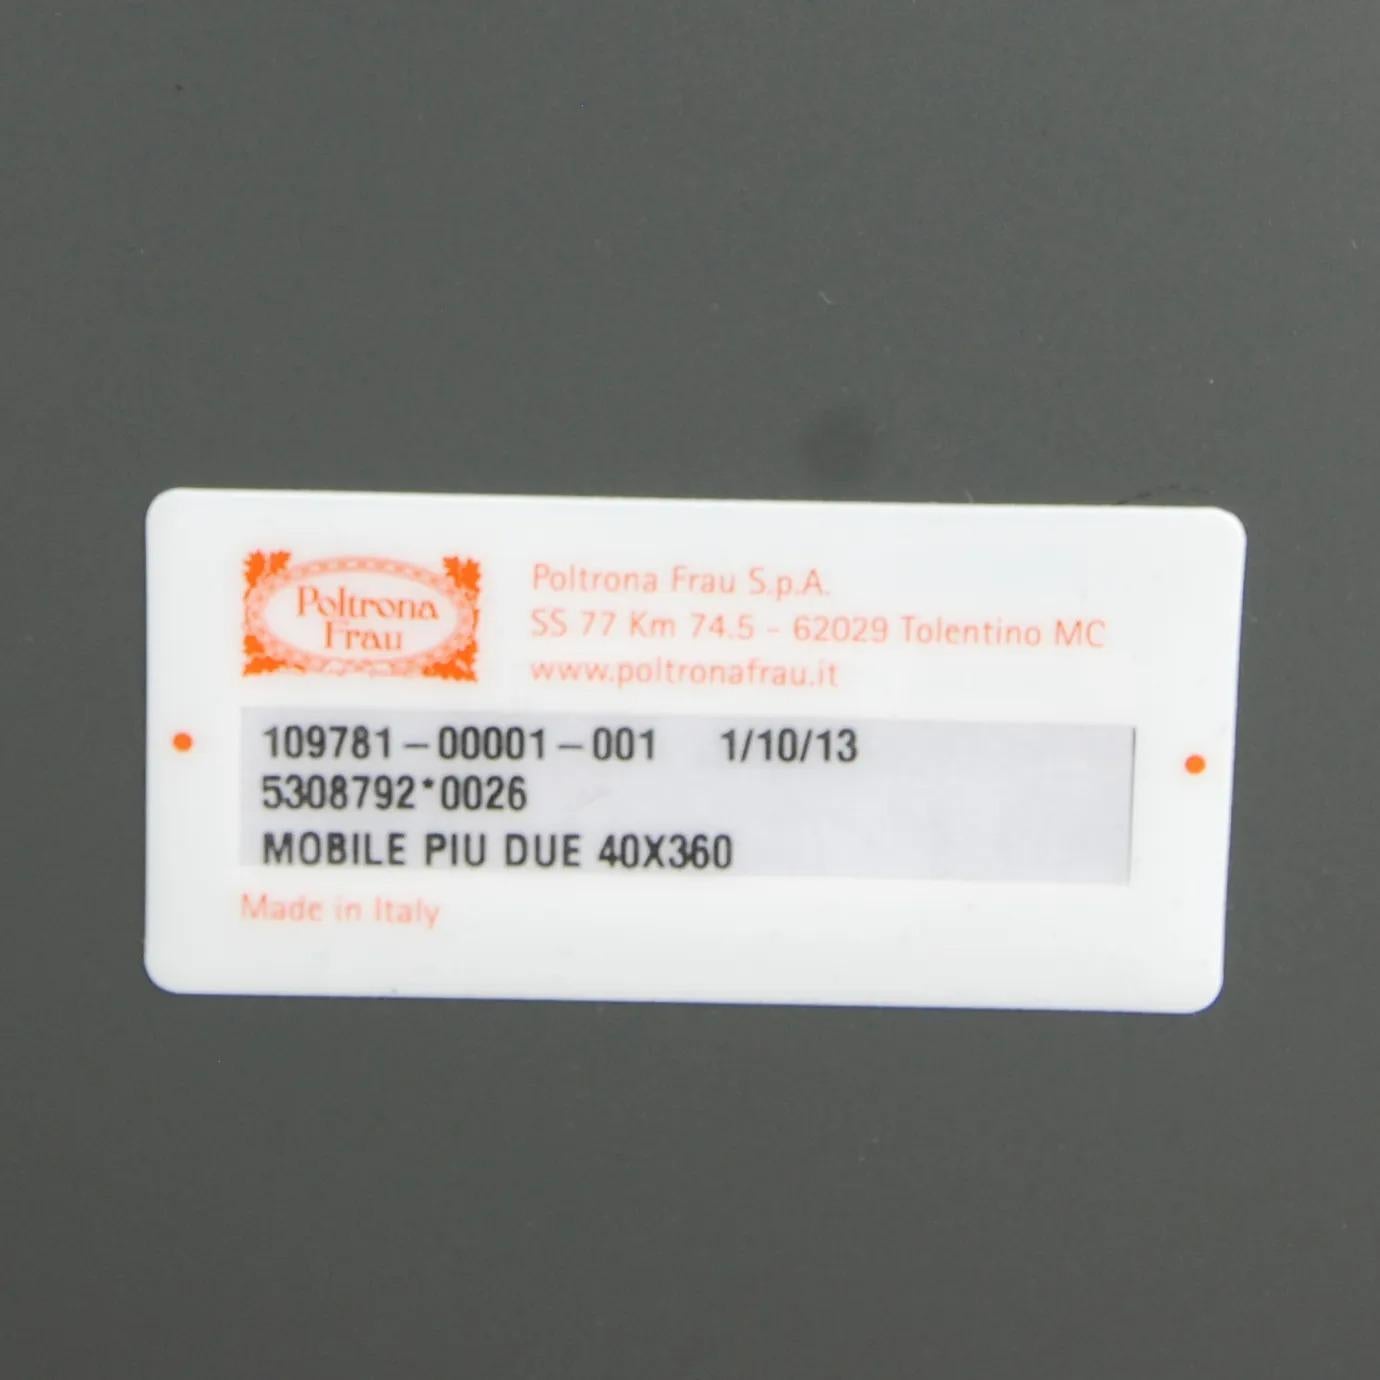 Poltrona
Frau
Poltrona Frau S.p.A.
SS 77 Km 74.5 - 62029 Tolentino MC
www.poltronafrau.it
109781-00001-001 1/10/13
5308792*0026
MOBILE PIU DUE 40X360
Made in Italy